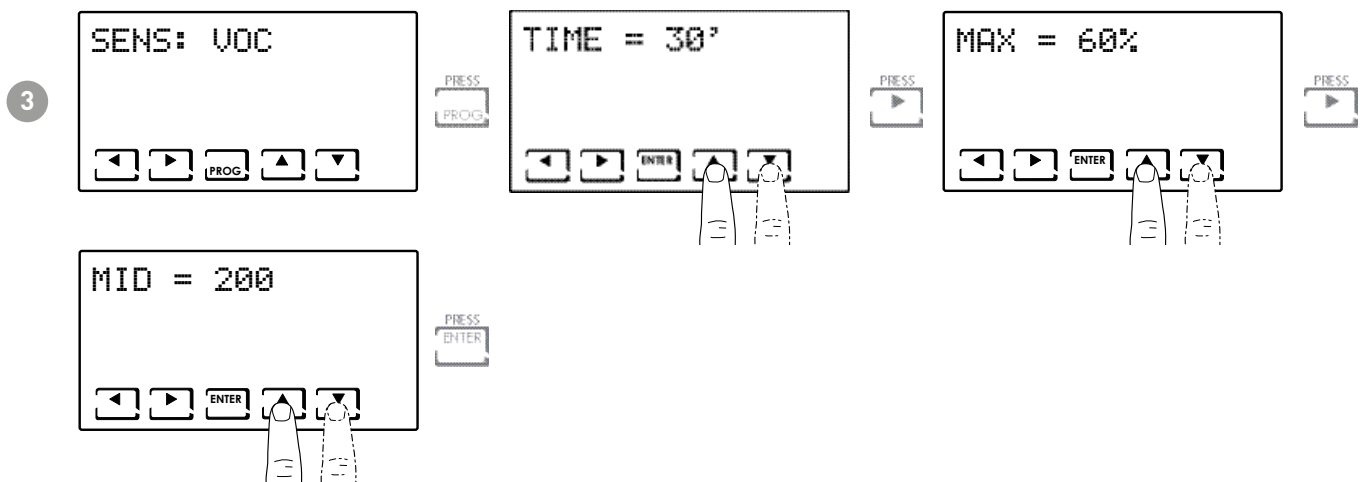 3
SENS: VOC
◄ ► PROG ▲ ▼
PRESS
PROG
TIME = 30'
◄ ► ENTER ▲ ▼
PRESS
►
MAX = 60%
◄ ► ENTER ▲ ▼
PRESS
►
MID = 200
◄ ► ENTER ▲ ▼
PRESS
ENTER